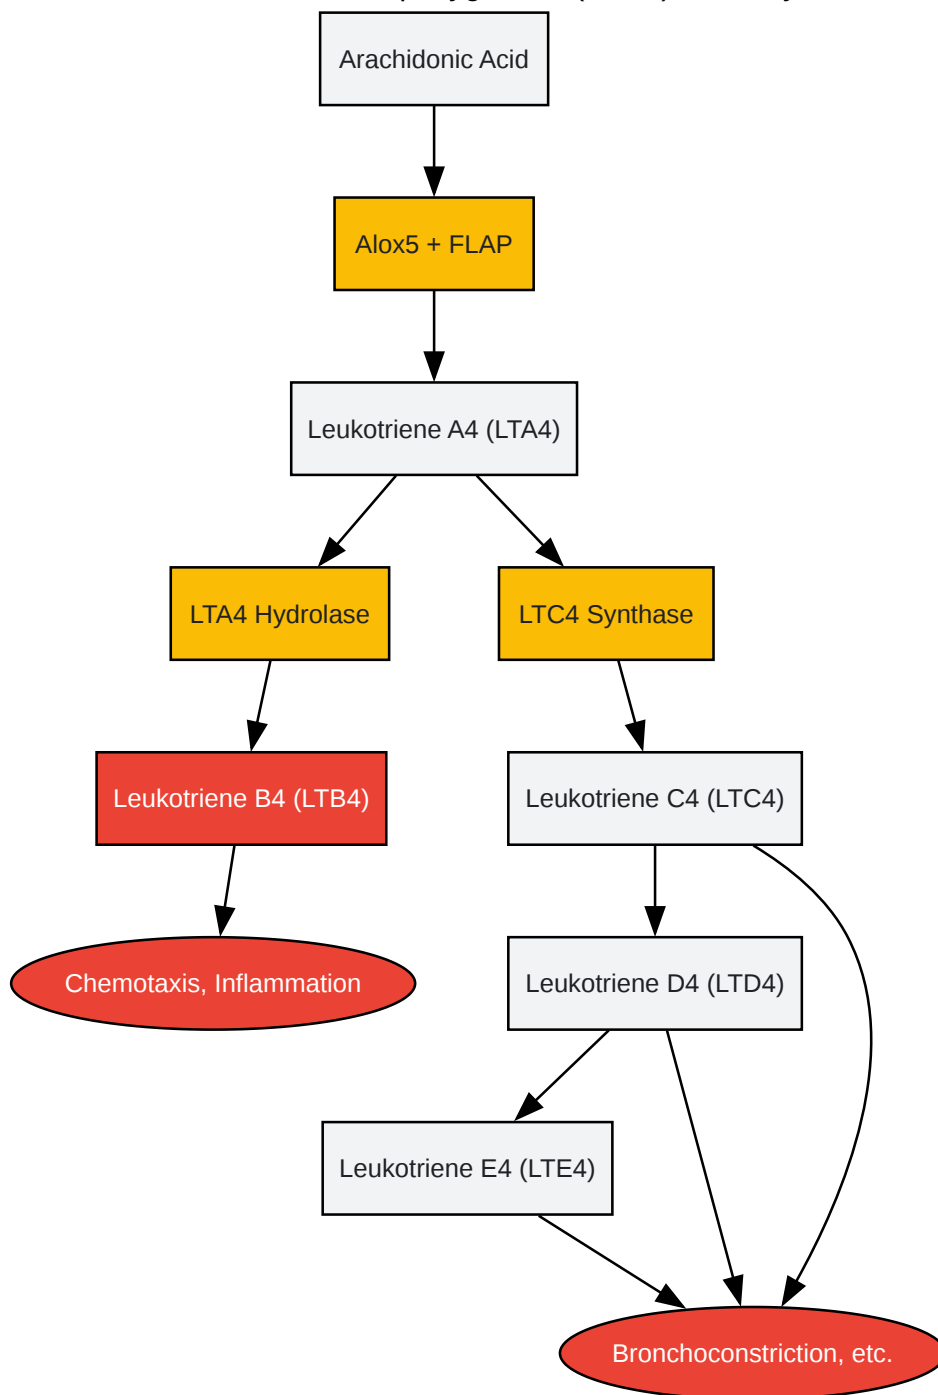 Arachidonic Acid
Alox5 + FLAP
Leukotriene A4 (LTA4)
LTA4 Hydrolase
LTC4 Synthase
Leukotriene B4 (LTB4)
Leukotriene C4 (LTC4)
Chemotaxis, Inflammation
Leukotriene D4 (LTD4)
Leukotriene E4 (LTE4)
Bronchoconstriction, etc.